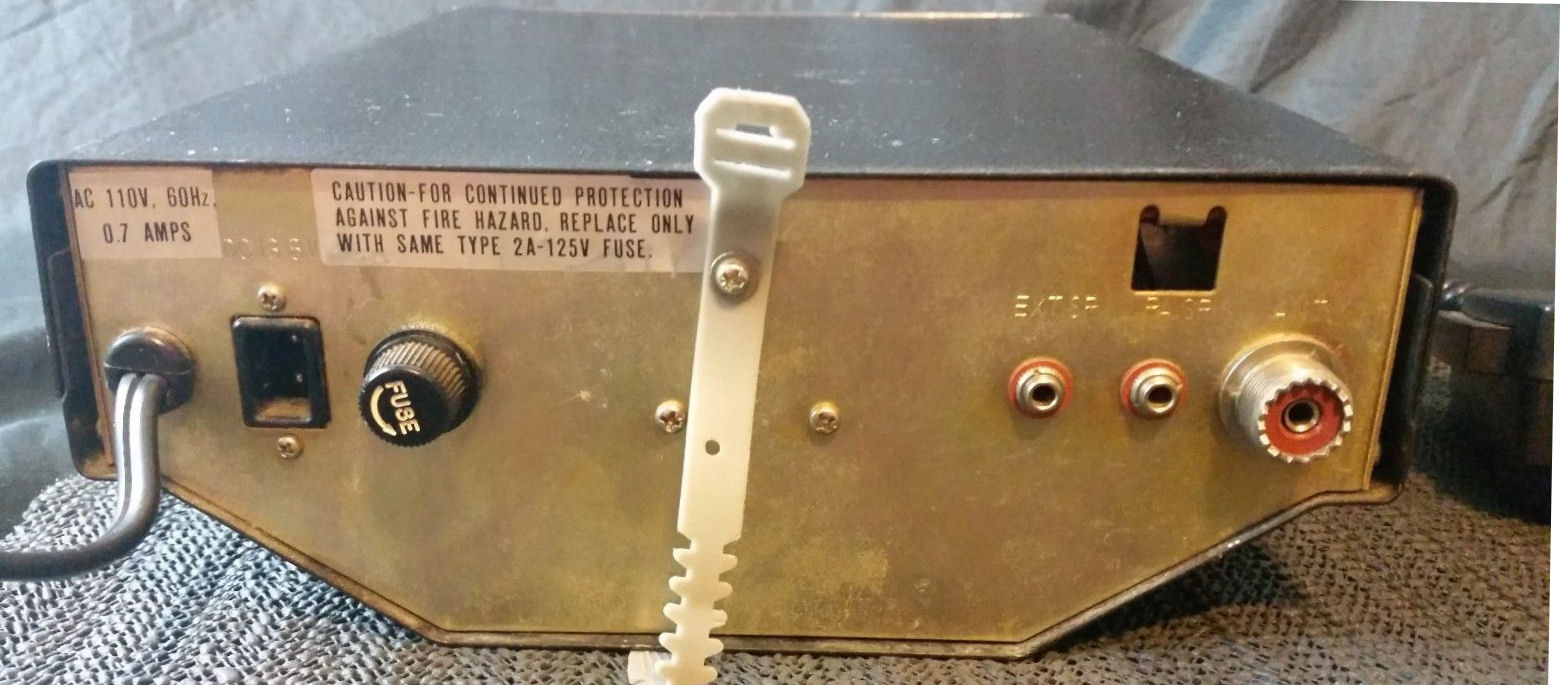 AC 110V, 60Hz,
0.7 AMPS
CAUTION-FOR CONTINUED PROTECTION
AGAINST FIRE HAZARD, REPLACE ONLY
WITH SAME TYPE 2A-125V FUSE.
FUSE
EXT SP